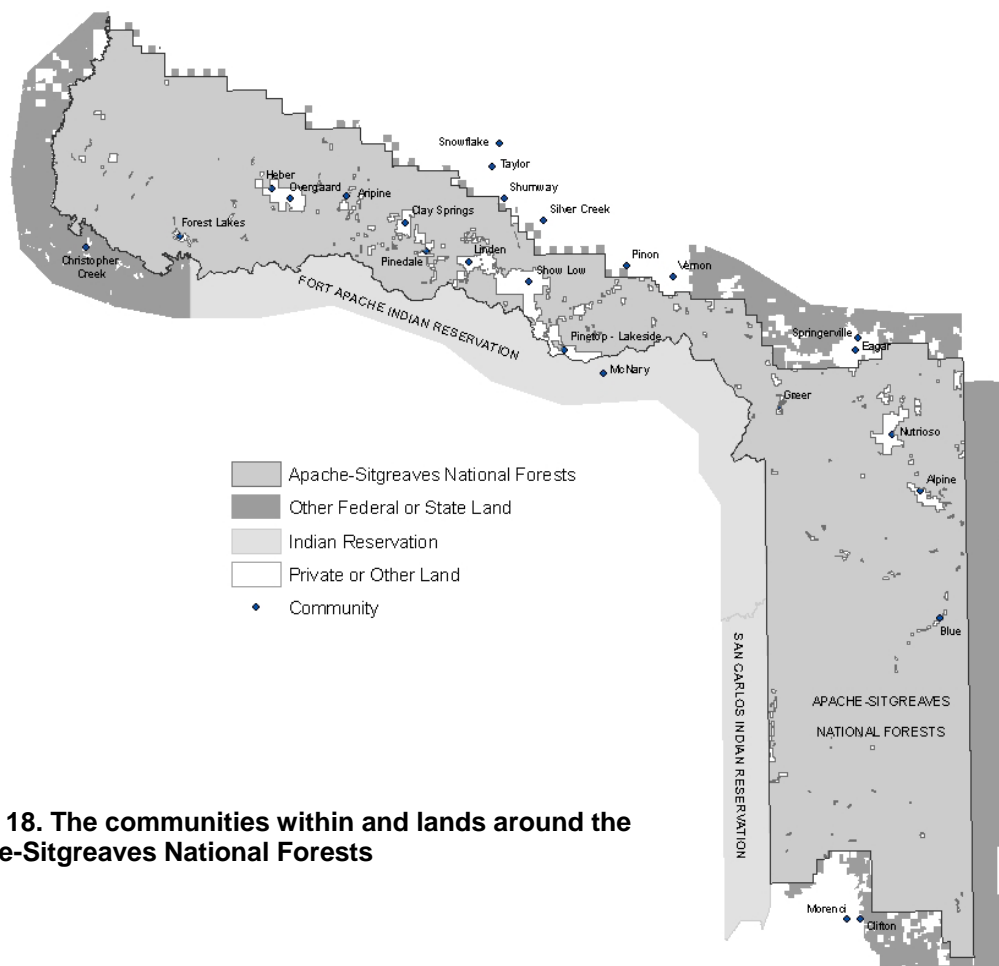 Snowflake
Taylor
Shumway
Silver Creek
Heber
Overgaard
Aripine
Clay Springs
Forest Lakes
Christopher
Creek
Pinedale
Linden
Show Low
Pinon
Vernon
FORT APACHE INDIAN RESERVATION
Pinetop - Lakeside
McNary
Springerville
Eagar
Greer
Nutrioso
Alpine
Blue
Apache-Sitgreaves National Forests
Other Federal or State Land
Indian Reservation
Private or Other Land
Community
SAN CARLOS INDIAN RESERVATION
APACHE-SITGREAVES
NATIONAL FORESTS
18. The communities within and lands around the
e-Sitgreaves National Forests
Morenci
Clifton